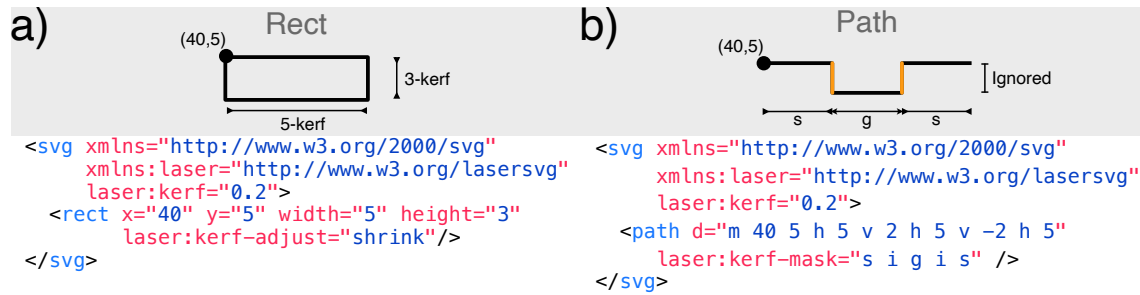 a)
Rect
(40,5)
3-kerf
5-kerf
<svg xmlns="http://www.w3.org/2000/svg"
xmlns:laser="http://www.w3.org/lasersvg"
laser:kerf="0.2">
<rect x="40" y="5" width="5" height="3"
laser:kerf-adjust="shrink"/>
</svg>
b)
Path
(40,5)
Ignored
s g s
<svg xmlns="http://www.w3.org/2000/svg"
xmlns:laser="http://www.w3.org/lasersvg"
laser:kerf="0.2">
<path d="m 40 5 h 5 v 2 h 5 v -2 h 5"
laser:kerf-mask="s i g i s" />
</svg>